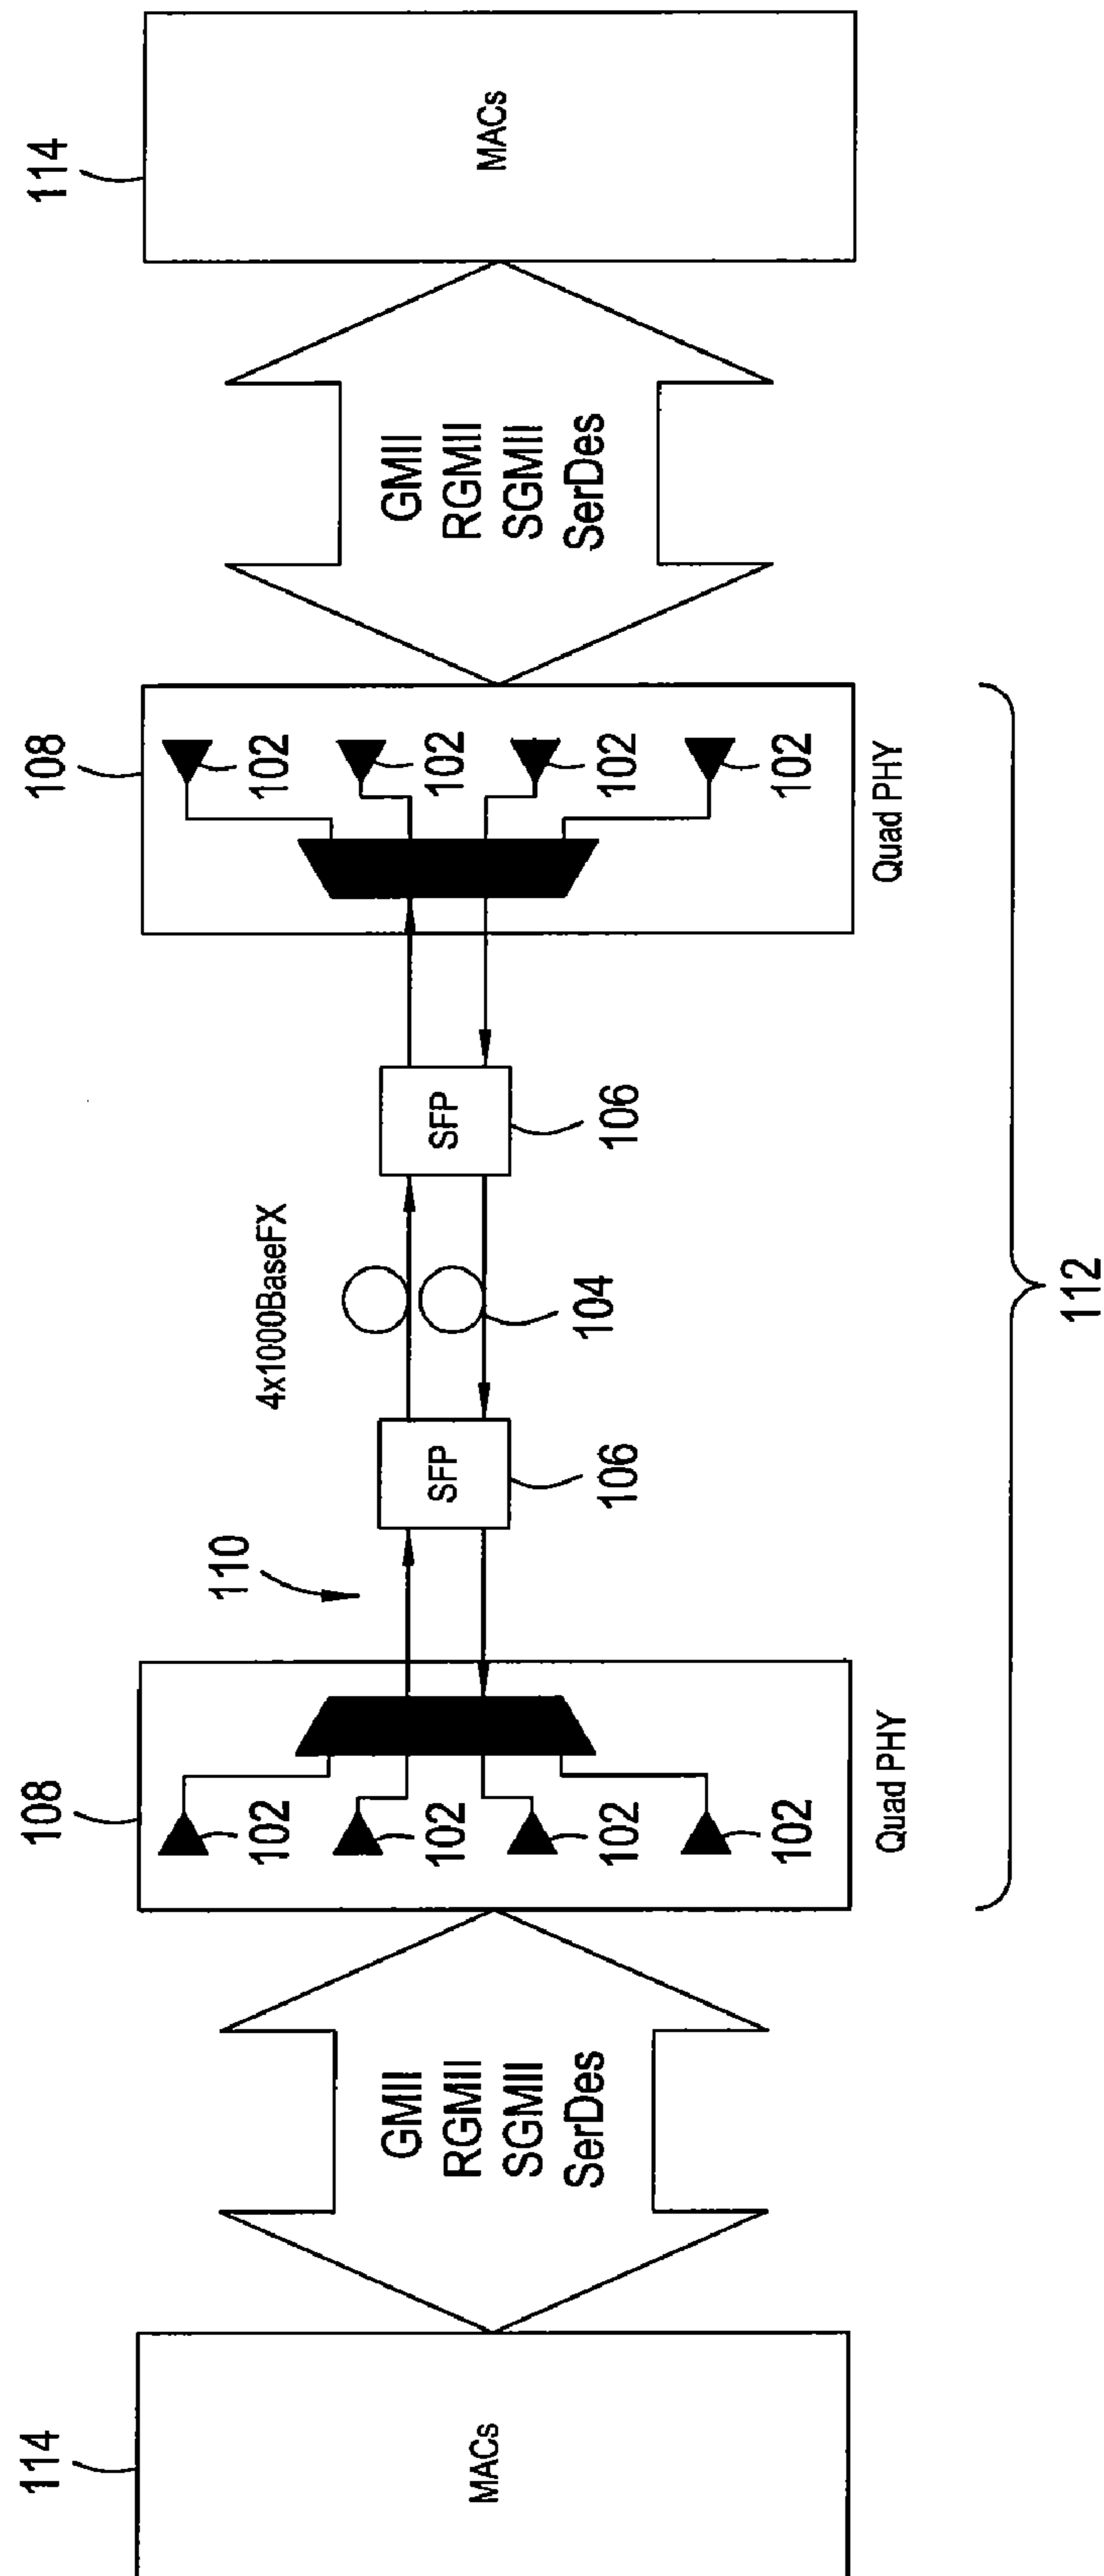 114
MACs
GMII
RGMII
SGMII
SerDes
108
102
102
102
102
Quad PHY
110
SFP
106
4x1000BaseFX
104
SFP
106
108
102
102
102
102
Quad PHY
GMII
RGMII
SGMII
SerDes
114
MACs
112